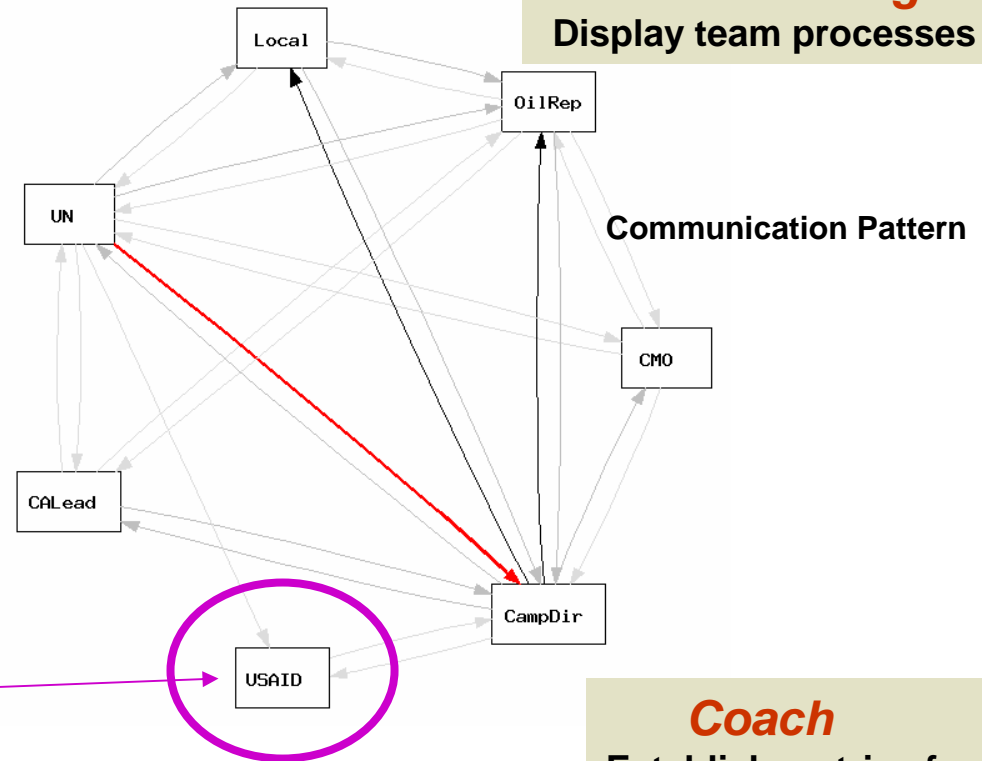 Display team processes
Local
OilRep
UN
Communication Pattern
CMO
CALead
CampDir
USAID
Coach